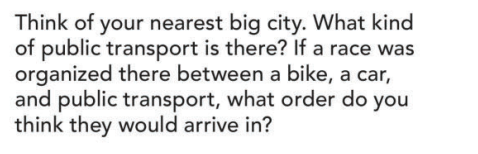 Think of your nearest big city. What kind
of public transport is there? If a race was
organized there between a bike, a car,
and public transport, what order do you
think they would arrive in?